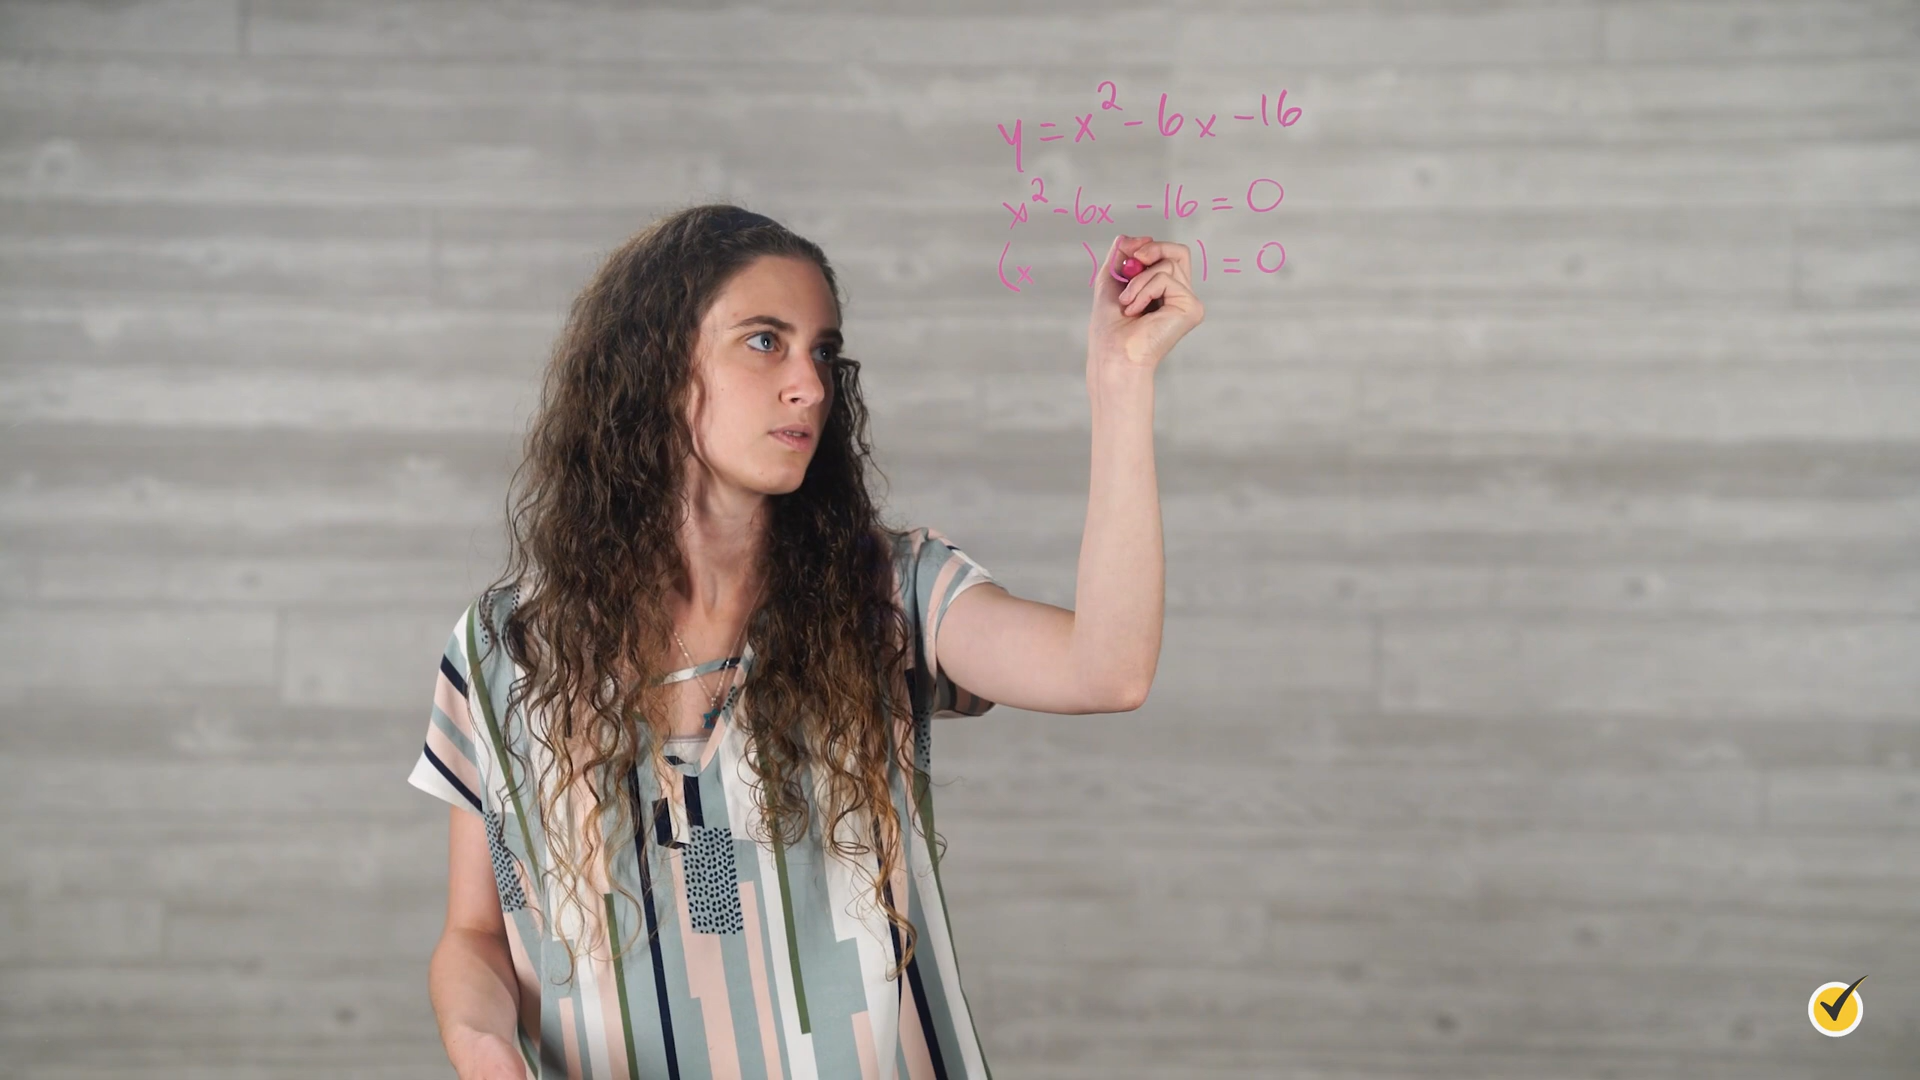 y = x² - 6x - 16
x² - 6x - 16 = 0
(x ) ( ) = 0